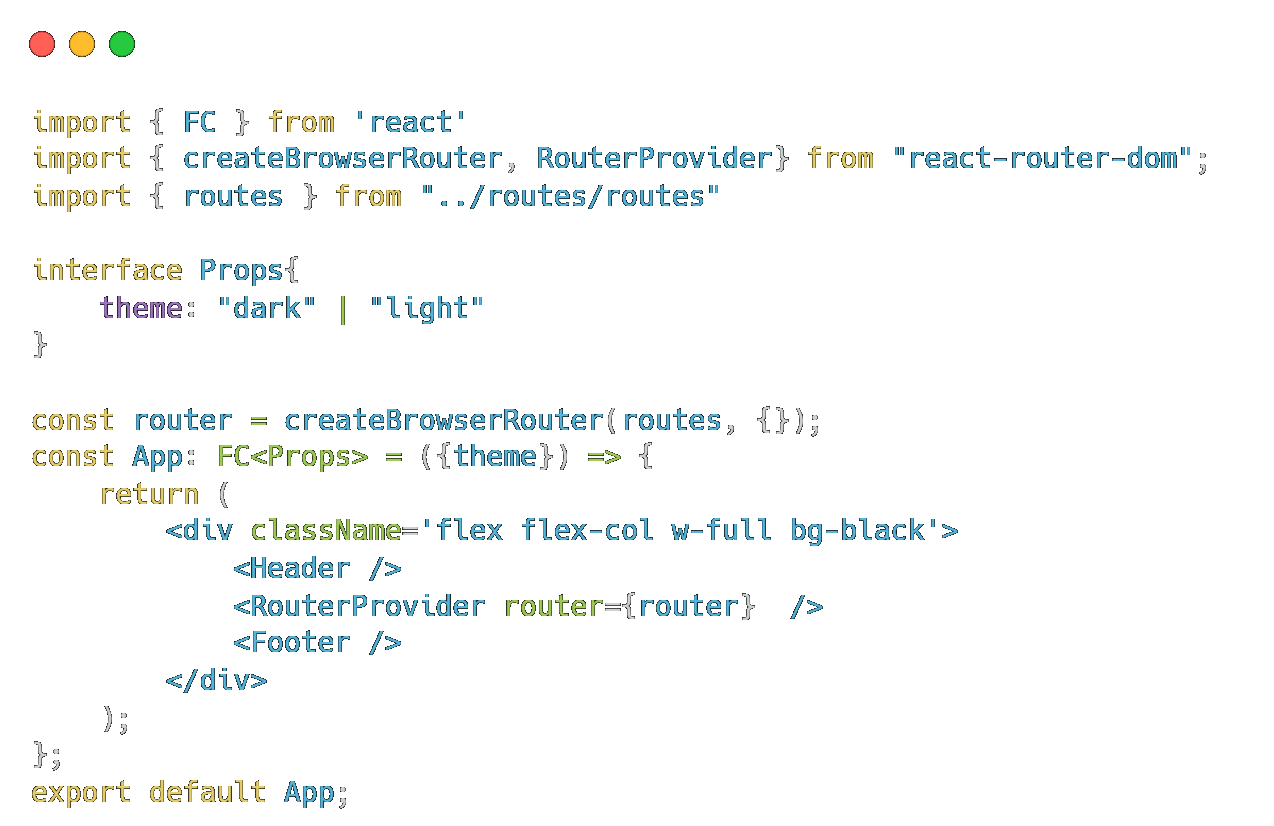 import { FC } from 'react'
import { createBrowserRouter, RouterProvider} from "react-router-dom";
import { routes } from "../routes/routes"

interface Props{
    theme: "dark" | "light"
}

const router = createBrowserRouter(routes, {});
const App: FC<Props> = ({theme}) => {
    return (
        <div className='flex flex-col w-full bg-black'>
            <Header />
            <RouterProvider router={router}  />
            <Footer />
        </div>
    );
};
export default App;